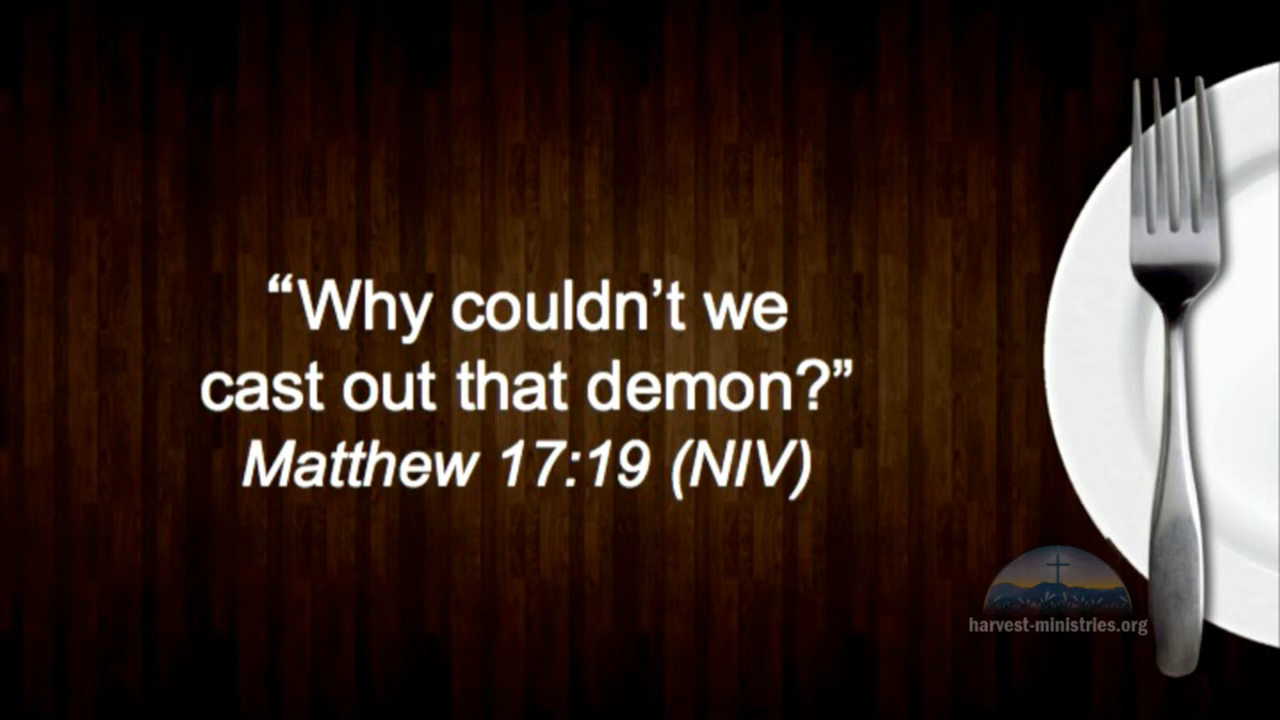 “Why couldn’t we
cast out that demon?”
Matthew 17:19 (NIV)
harvest-ministries.org